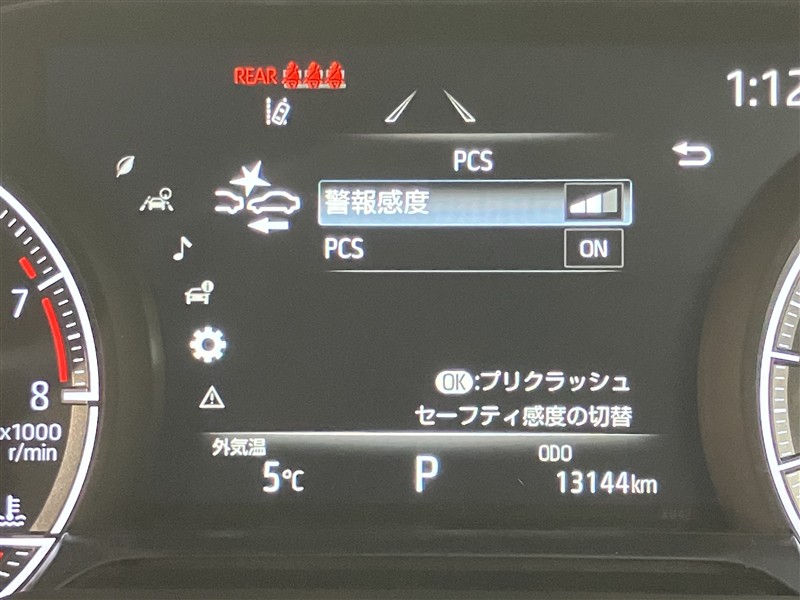 REAR
1:12
PCS
警報感度
PCS ON
OK:プリクラッシュ
セーフティ感度の切替
7
8
x1000
r/min
外気温
5℃
P
ODO
13144km